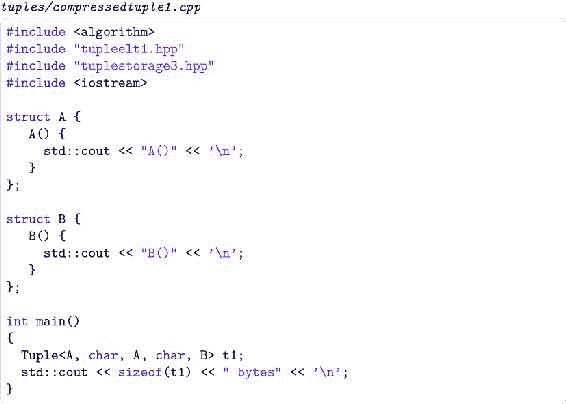 tuples/compressedtuple1.cpp
#include <algorithm>
#include "tupleelt1.hpp"
#include "tuplestorage3.hpp"
#include <iostream>
struct A {
A() {
std::cout << "A()" << '\n';
}
};
struct B {
B() {
std::cout << "B()" << '\n';
}
};
int main()
{
Tuple<A, char, A, char, B> t1;
std::cout << sizeof(t1) << " bytes" << '\n';
}